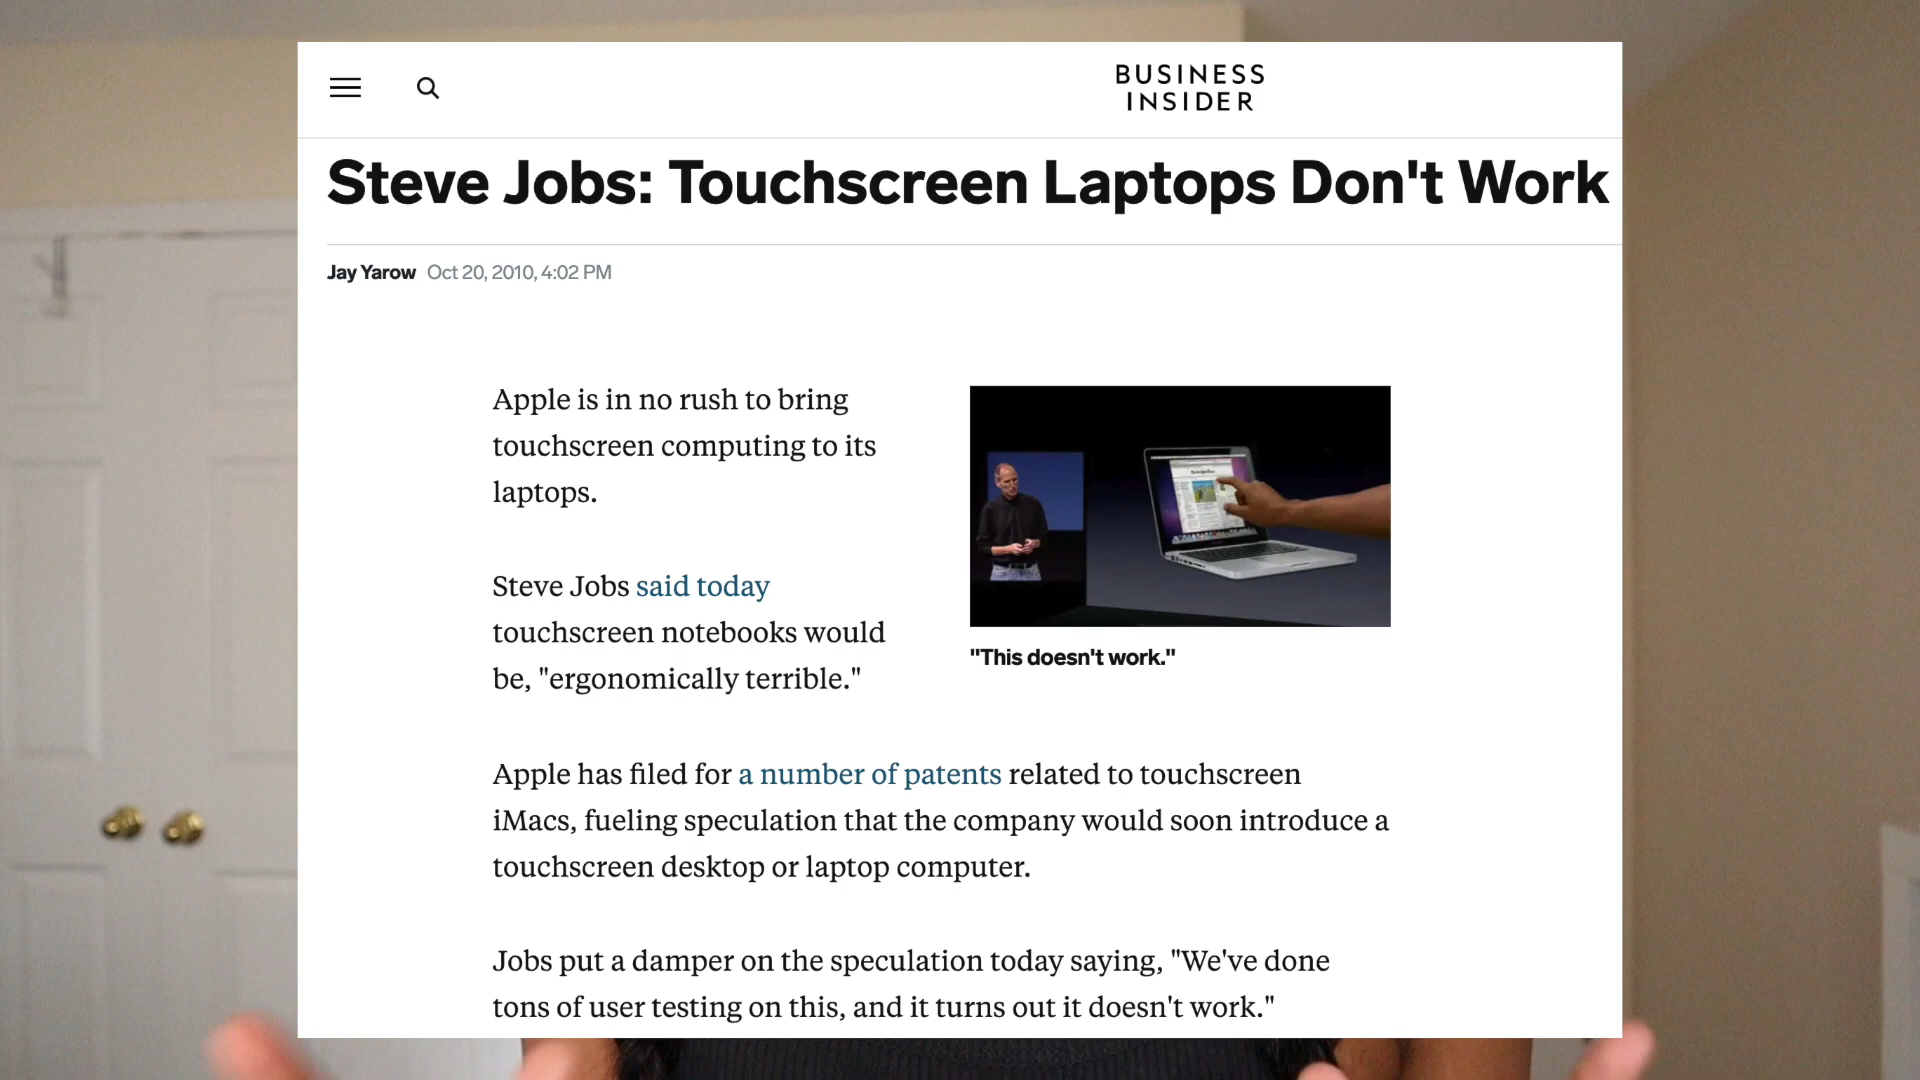 BUSINESS
INSIDER
Steve Jobs: Touchscreen Laptops Don't Work
Jay Yarow Oct 20, 2010, 4:02 PM
Apple is in no rush to bring
touchscreen computing to its
laptops.
Steve Jobs said today
touchscreen notebooks would
be, "ergonomically terrible."
"This doesn't work."
Apple has filed for a number of patents related to touchscreen
iMacs, fueling speculation that the company would soon introduce a
touchscreen desktop or laptop computer.
Jobs put a damper on the speculation today saying, "We've done
tons of user testing on this, and it turns out it doesn't work."